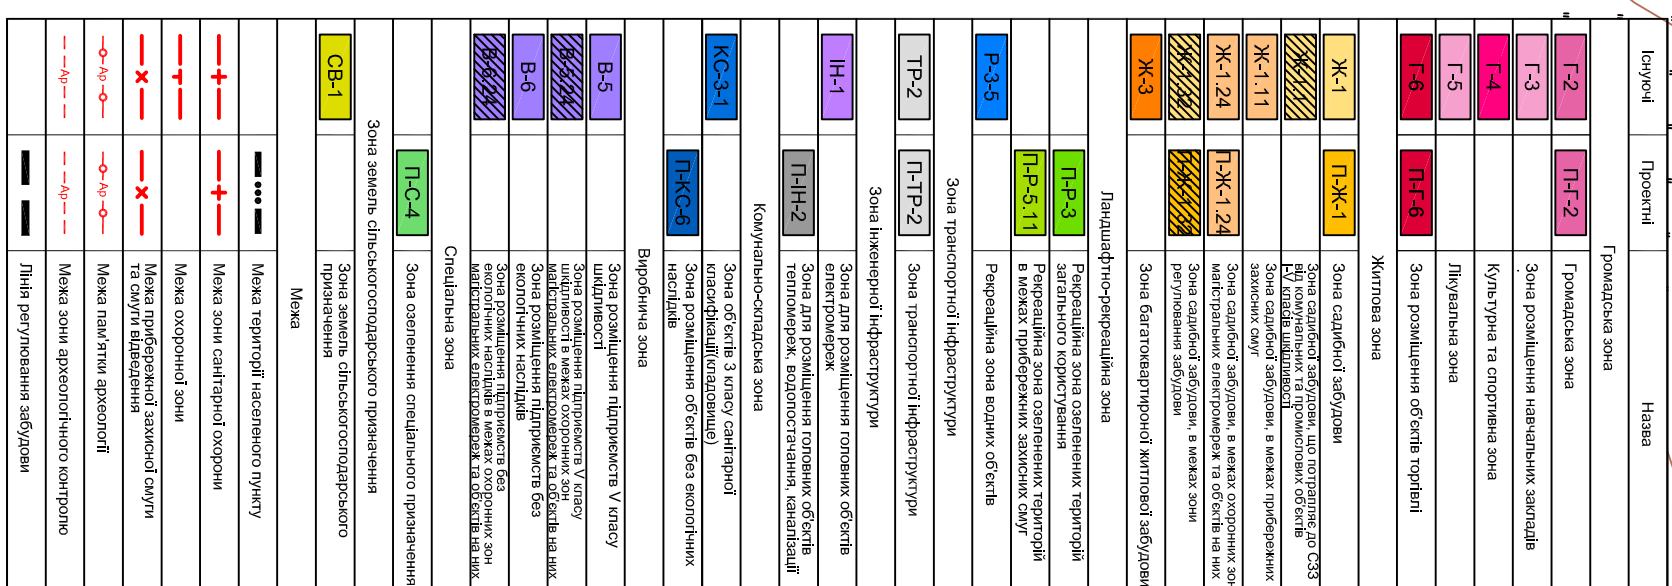 Існуючі Проектні Назва
Громадська зона
Г-2 П-Г-2 Громадська зона
Г-3 Зона розміщення навчальних закладів
Г-4 Культурна та спортивна зона
Г-5 Лікувальна зона
Г-6 П-Г-6 Зона розміщення об'єктів торгівлі
Житлова зона
Ж-1 П-Ж-1 Зона садибної забудови
Ж-1.1 Зона садибної забудови, що потрапляє до СЗЗ
від комунальних та промислових об'єктів
I-V класів шкідливості
Ж-1.11 Зона садибної забудови, в межах прибережних
захисних смуг
Ж-1.24 П-Ж-1.24 Зона садибної забудови, в межах охоронних зон
магістральних електромереж та об'єктів на них
Ж-1.32 П-Ж-1.32 Зона садибної забудови, в межах зони
регулювання забудови
Ж-3 Зона багатоквартироної житлової забудови
Ландшафтно-рекреаційна зона
П-Р-3 Рекреаційна зона озеленених територій
загального користування
П-Р-5.11 Рекреаційна зона озеленених територій
в межах прибережних захисних смуг
Р-3-5 Рекреаційна зона водних об'єктів
Зона транспортної інфраструктури
ТР-2 П-ТР-2 Зона транспортної інфраструктури
Зона інженерної інфраструктури
ІН-1 Зона для розміщення головних об'єктів
електромереж
П-ІН-2 Зона для розміщення головних об'єктів
тепломереж, водопостачання, каналізації
Комунально-складська зона
КС-3-1 Зона об'єктів 3 класу санітарної
класифікації(кладовище)
П-КС-6 Зона розміщення об'єктів без екологічних
наслідків
Виробнича зона
В-5 Зона розміщення підприємств V класу
шкідливості
В-5.24 Зона розміщення підприємств V класу
шкідливості в межах охоронних зон
магістральних електромереж та об'єктів на них
В-6 Зона розміщення підприємств без
екологічних наслідків
В-6.24 Зона розміщення підприємств без
екологічних наслідків в межах охоронних зон
магістральних електромереж та об'єктів на них
Спеціальна зона
П-С-4 Зона озеленення спеціального призначення
Зона земель сільськогосподарського призначення
СВ-1 Зона земель сільськогосподарського
призначення
Межа
Межа території населеного пункту
Межа зони санітарної охорони
Межа охоронної зони
Межа прибережної захисної смуги
та смуги відведення
Ар Ар Межа пам'ятки археології
Ар Ар Межа зони археологічного контролю
Лінія регулювання забудови